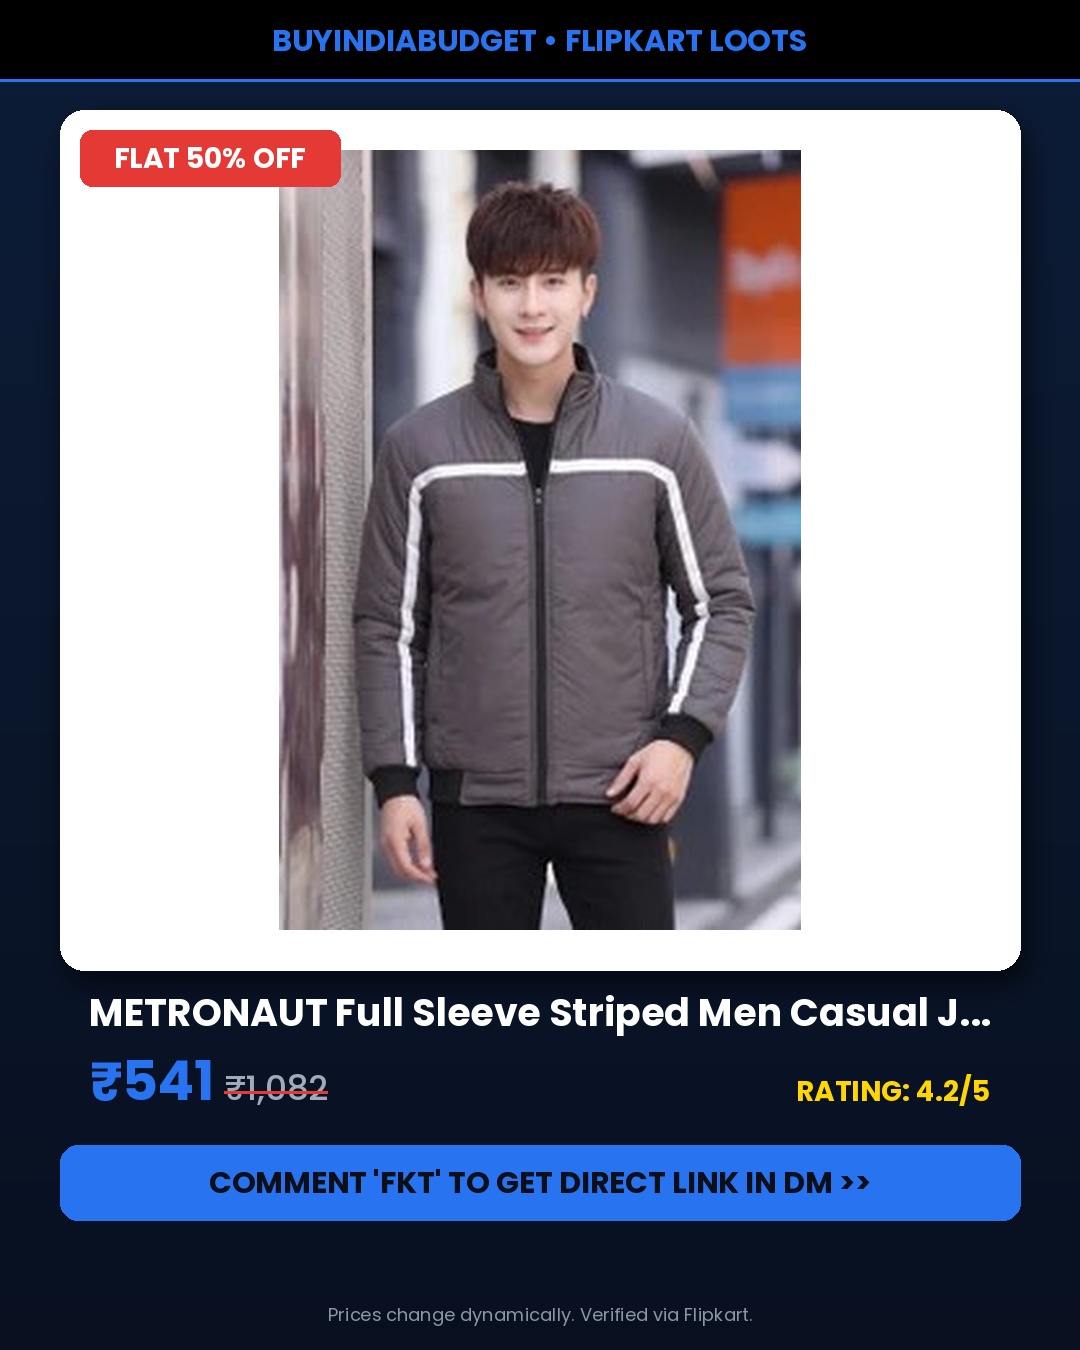 BUYINDIABUDGET • FLIPKART LOOTS
FLAT 50% OFF
METRONAUT Full Sleeve Striped Men Casual J...
₹541 ₹1,082
RATING: 4.2/5
COMMENT 'FKT' TO GET DIRECT LINK IN DM >>
Prices change dynamically. Verified via Flipkart.